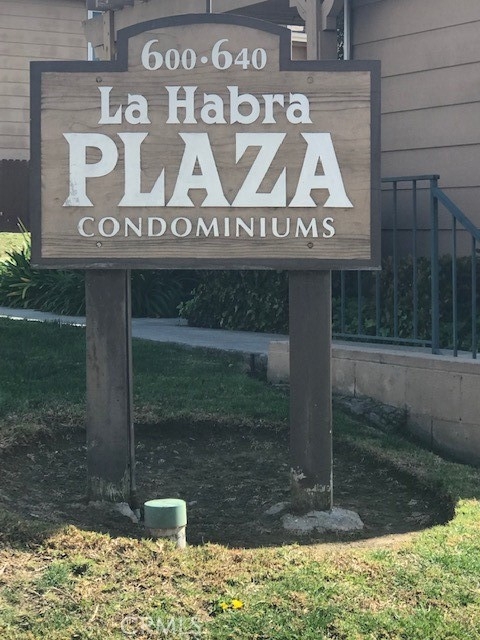 600·640
La Habra
PLAZA
CONDOMINIUMS
CRMLS